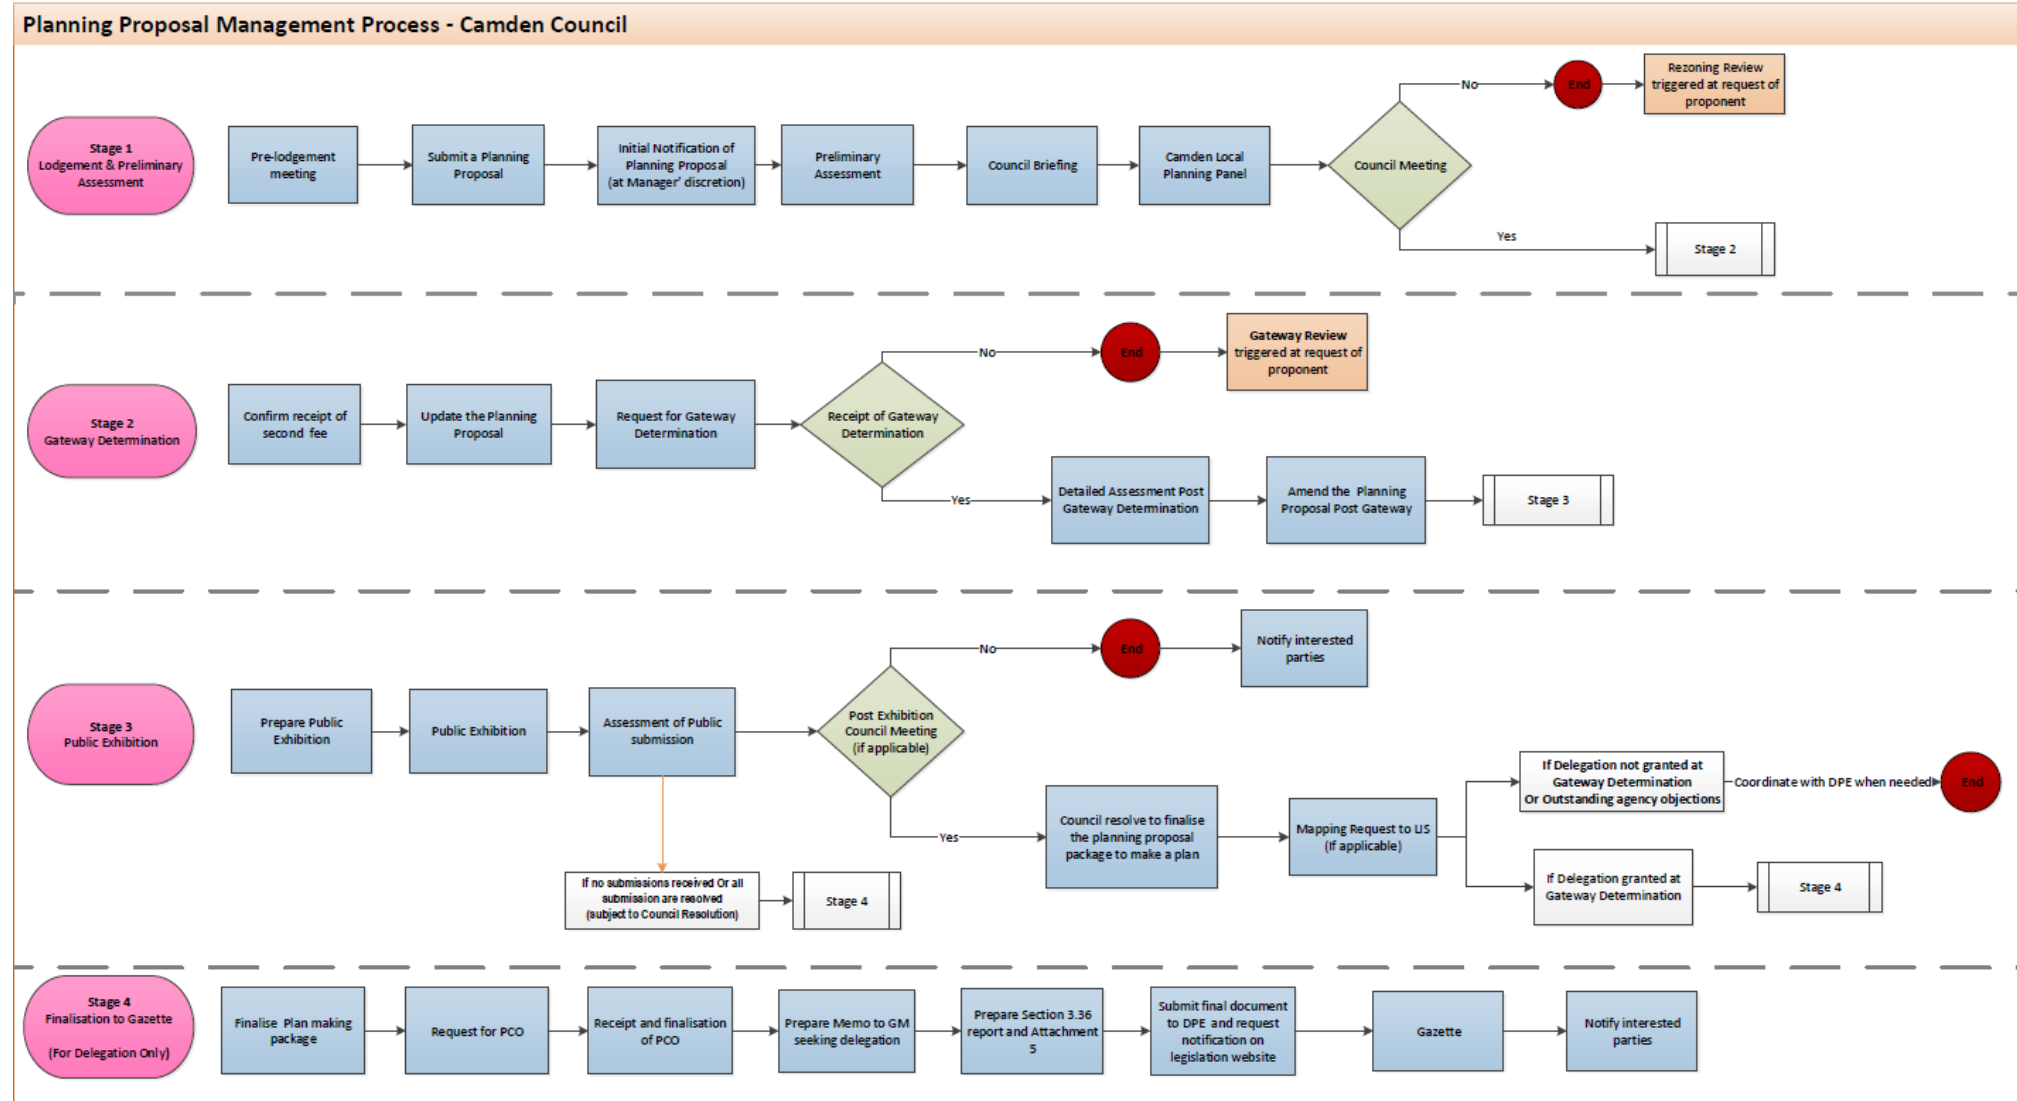 Planning Proposal Management Process - Camden Council
Stage 1
Lodgement & Preliminary
Assessment
Pre-lodgement
meeting
Submit a Planning
Proposal
Initial Notification of
Planning Proposal
(at Manager' discretion)
Preliminary
Assessment
Council Briefing
Camden Local
Planning Panel
Council Meeting
No
End
Rezoning Review
triggered at request of
proponent
Yes
Stage 2
Stage 2
Gateway Determination
Confirm receipt of
second fee
Update the Planning
Proposal
Request for Gateway
Determination
Receipt of Gateway
Determination
No
End
Gateway Review
triggered at request of
proponent
Yes
Detailed Assessment Post
Gateway Determination
Amend the Planning
Proposal Post Gateway
Stage 3
Stage 3
Public Exhibition
Prepare Public
Exhibition
Public Exhibition
Assessment of Public
submission
Post Exhibition
Council Meeting
(if applicable)
No
End
Notify interested
parties
Yes
Council resolve to finalise
the planning proposal
package to make a plan
Mapping Request to LIS
(If applicable)
If Delegation not granted at
Gateway Determination
Or Outstanding agency objections
Coordinate with DPE when needed
End
If Delegation granted at
Gateway Determination
Stage 4
If no submissions received Or all
submission are resolved
(subject to Council Resolution)
Stage 4
Stage 4
Finalisation to Gazette
(For Delegation Only)
Finalise Plan making
package
Request for PCO
Receipt and finalisation
of PCO
Prepare Memo to GM
seeking delegation
Prepare Section 3.36
report and Attachment
5
Submit final document
to DPE and request
notification on
legislation website
Gazette
Notify interested
parties